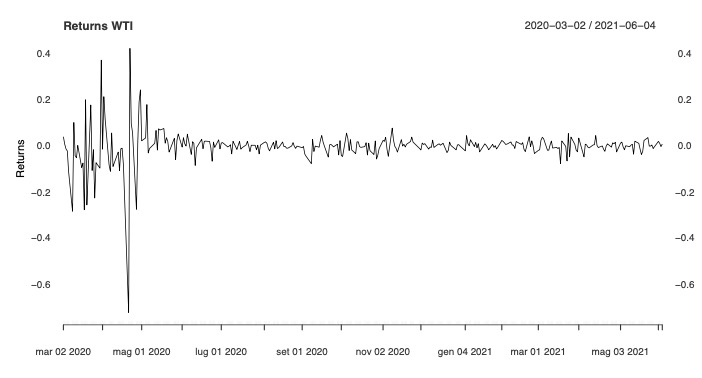 Returns WTI 2020−03−02 / 2021−06−04
0.4 0.4
0.2 0.2
0.0 0.0
Returns
−0.2 −0.2
−0.4 −0.4
−0.6 −0.6
mar 02 2020 mag 01 2020 lug 01 2020 set 01 2020 nov 02 2020 gen 04 2021 mar 01 2021 mag 03 2021